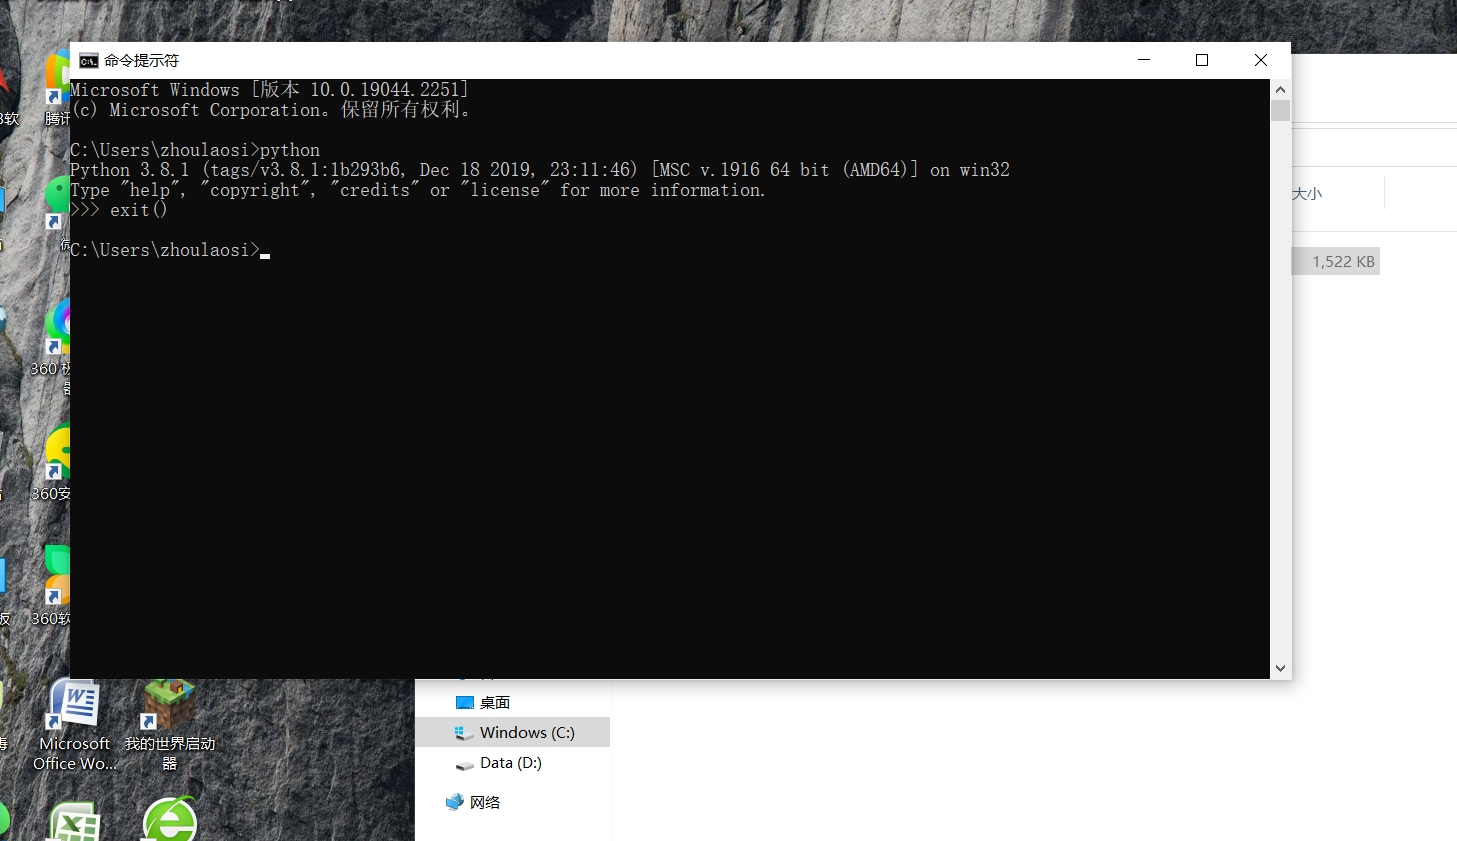 命令提示符
Microsoft Windows [版本 10.0.19044.2251]
(c) Microsoft Corporation。保留所有权利。
C:\Users\zhoulaosi>python
Python 3.8.1 (tags/v3.8.1:1b293b6, Dec 18 2019, 23:11:46) [MSC v.1916 64 bit (AMD64)] on win32
Type "help", "copyright", "credits" or "license" for more information.
>>> exit()
C:\Users\zhoulaosi>
大小
1,522 KB
腾讯
360
360安
360软
Microsoft
Office Wo...
我的世界启动
器
桌面
Windows (C:)
Data (D:)
网络